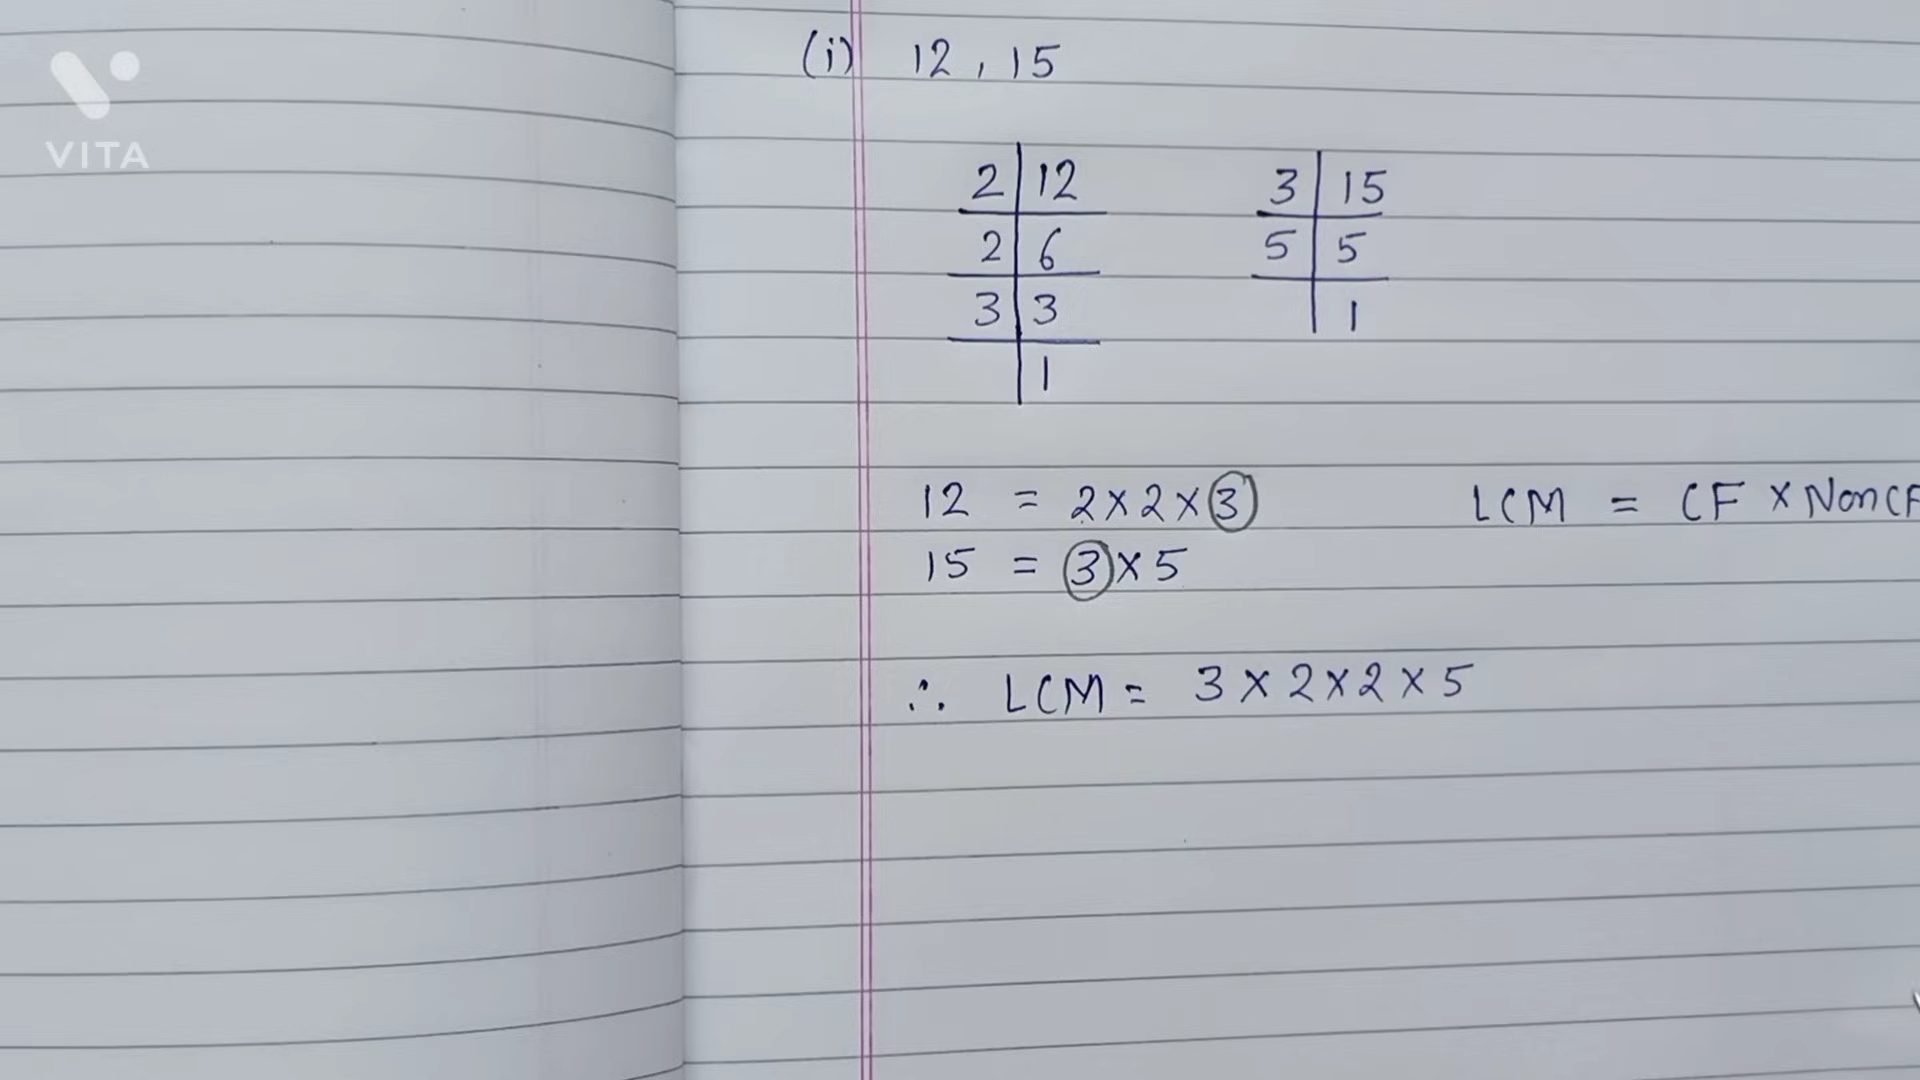 VITA
(i) 12, 15
2 12 3 15
2 6 5 5
3 3 1
1
12 = 2×2×3 LCM = CF × NonCF
15 = 3×5
∴ LCM = 3×2×2×5